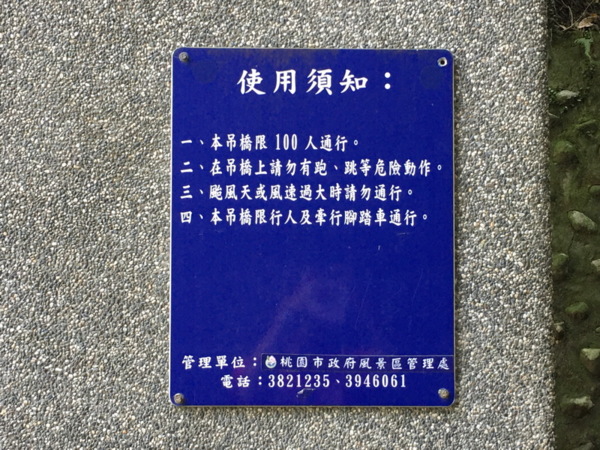 使用須知：
一、本吊橋限 100 人通行。
二、在吊橋上請勿有跑、跳等危險動作。
三、颱風天或風速過大時請勿通行。
四、本吊橋限行人及牽行腳踏車通行。
管理單位：桃園市政府風景區管理處
電話：3821235、3946061